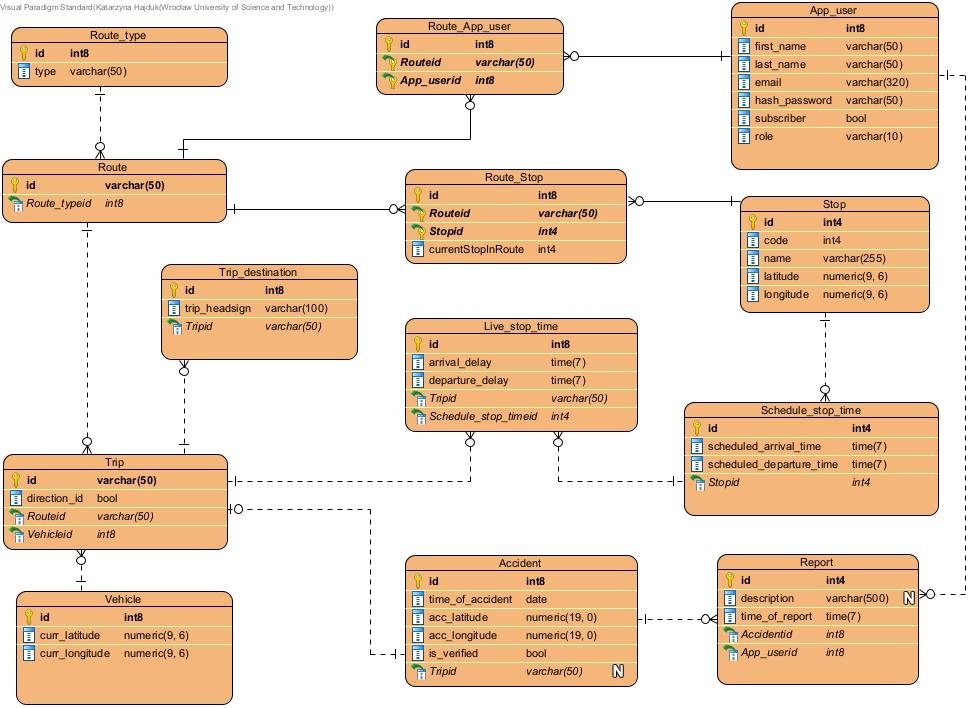 Visual Paradigm Standard(Katarzyna Hajduk(Wrocław University of Science and Technology))
Route_type
id int8
type varchar(50)
Route_App_user
id int8
Routeid varchar(50)
App_userid int8
App_user
id int8
first_name varchar(50)
last_name varchar(50)
email varchar(320)
hash_password varchar(50)
subscriber bool
role varchar(10)
Route
id varchar(50)
Route_typeid int8
Route_Stop
id int8
Routeid varchar(50)
Stopid int4
currentStopInRoute int4
Stop
id int4
code int4
name varchar(255)
latitude numeric(9, 6)
longitude numeric(9, 6)
Trip_destination
id int8
trip_headsign varchar(100)
Tripid varchar(50)
Live_stop_time
id int8
arrival_delay time(7)
departure_delay time(7)
Tripid varchar(50)
Schedule_stop_timeid int4
Schedule_stop_time
id int4
scheduled_arrival_time time(7)
scheduled_departure_time time(7)
Stopid int4
Trip
id varchar(50)
direction_id bool
Routeid varchar(50)
Vehicleid int8
Vehicle
id int8
curr_latitude numeric(9, 6)
curr_longitude numeric(9, 6)
Accident
id int8
time_of_accident date
acc_latitude numeric(19, 0)
acc_longitude numeric(19, 0)
is_verified bool
Tripid varchar(50) N
Report
id int4
description varchar(500) N
time_of_report time(7)
Accidentid int8
App_userid int8